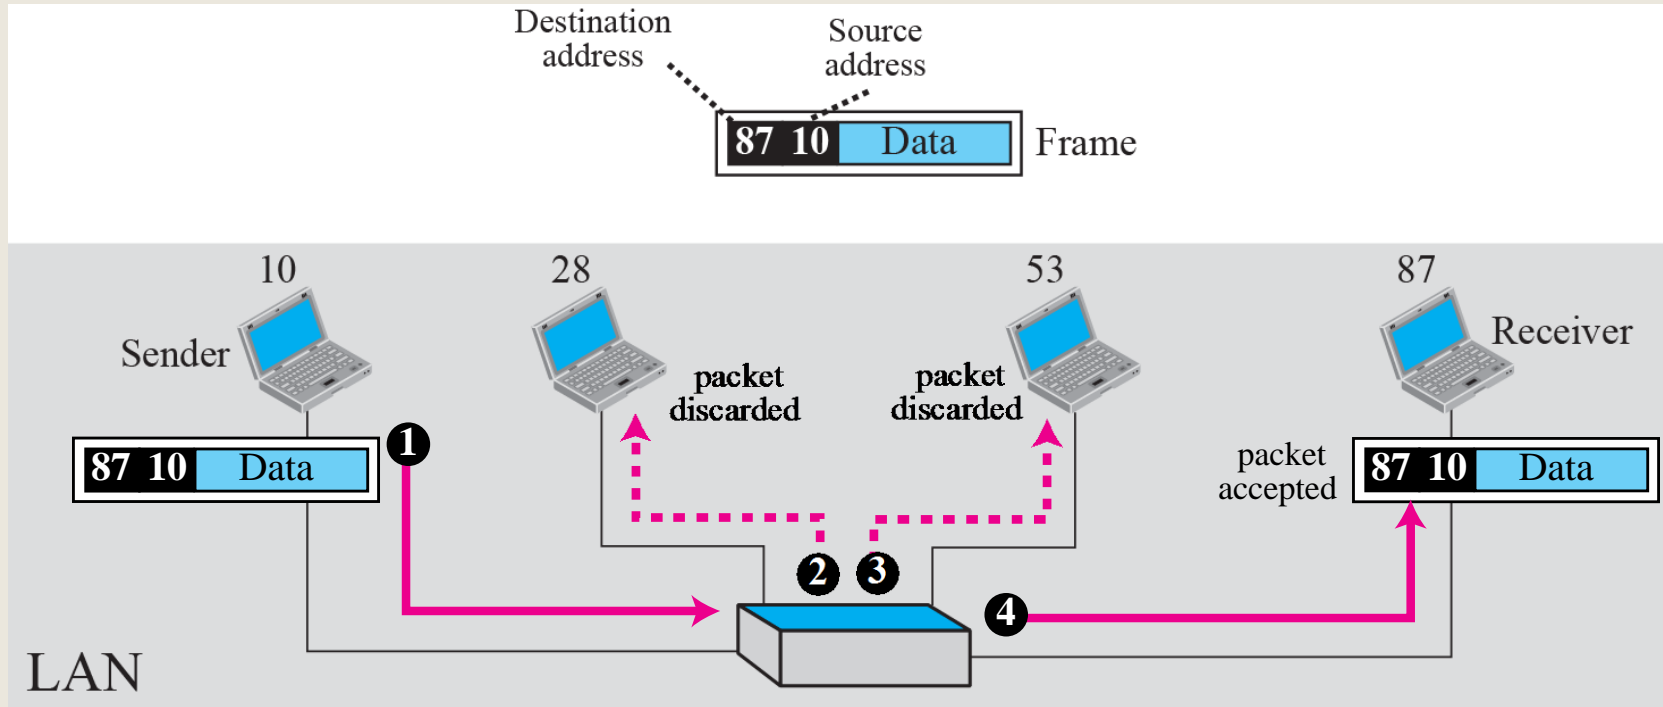 Destination
address
Source
address
87 10 Data
Frame
10
28
53
87
Sender
Receiver
packet
discarded
packet
discarded
1
87 10 Data
packet
accepted
87 10 Data
2
3
4
LAN